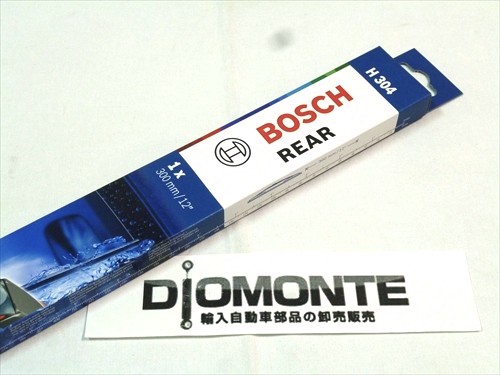 H 304
BOSCH
REAR
1 x
300 mm / 12"
DIOMONTE
輸入自動車部品の卸売販売